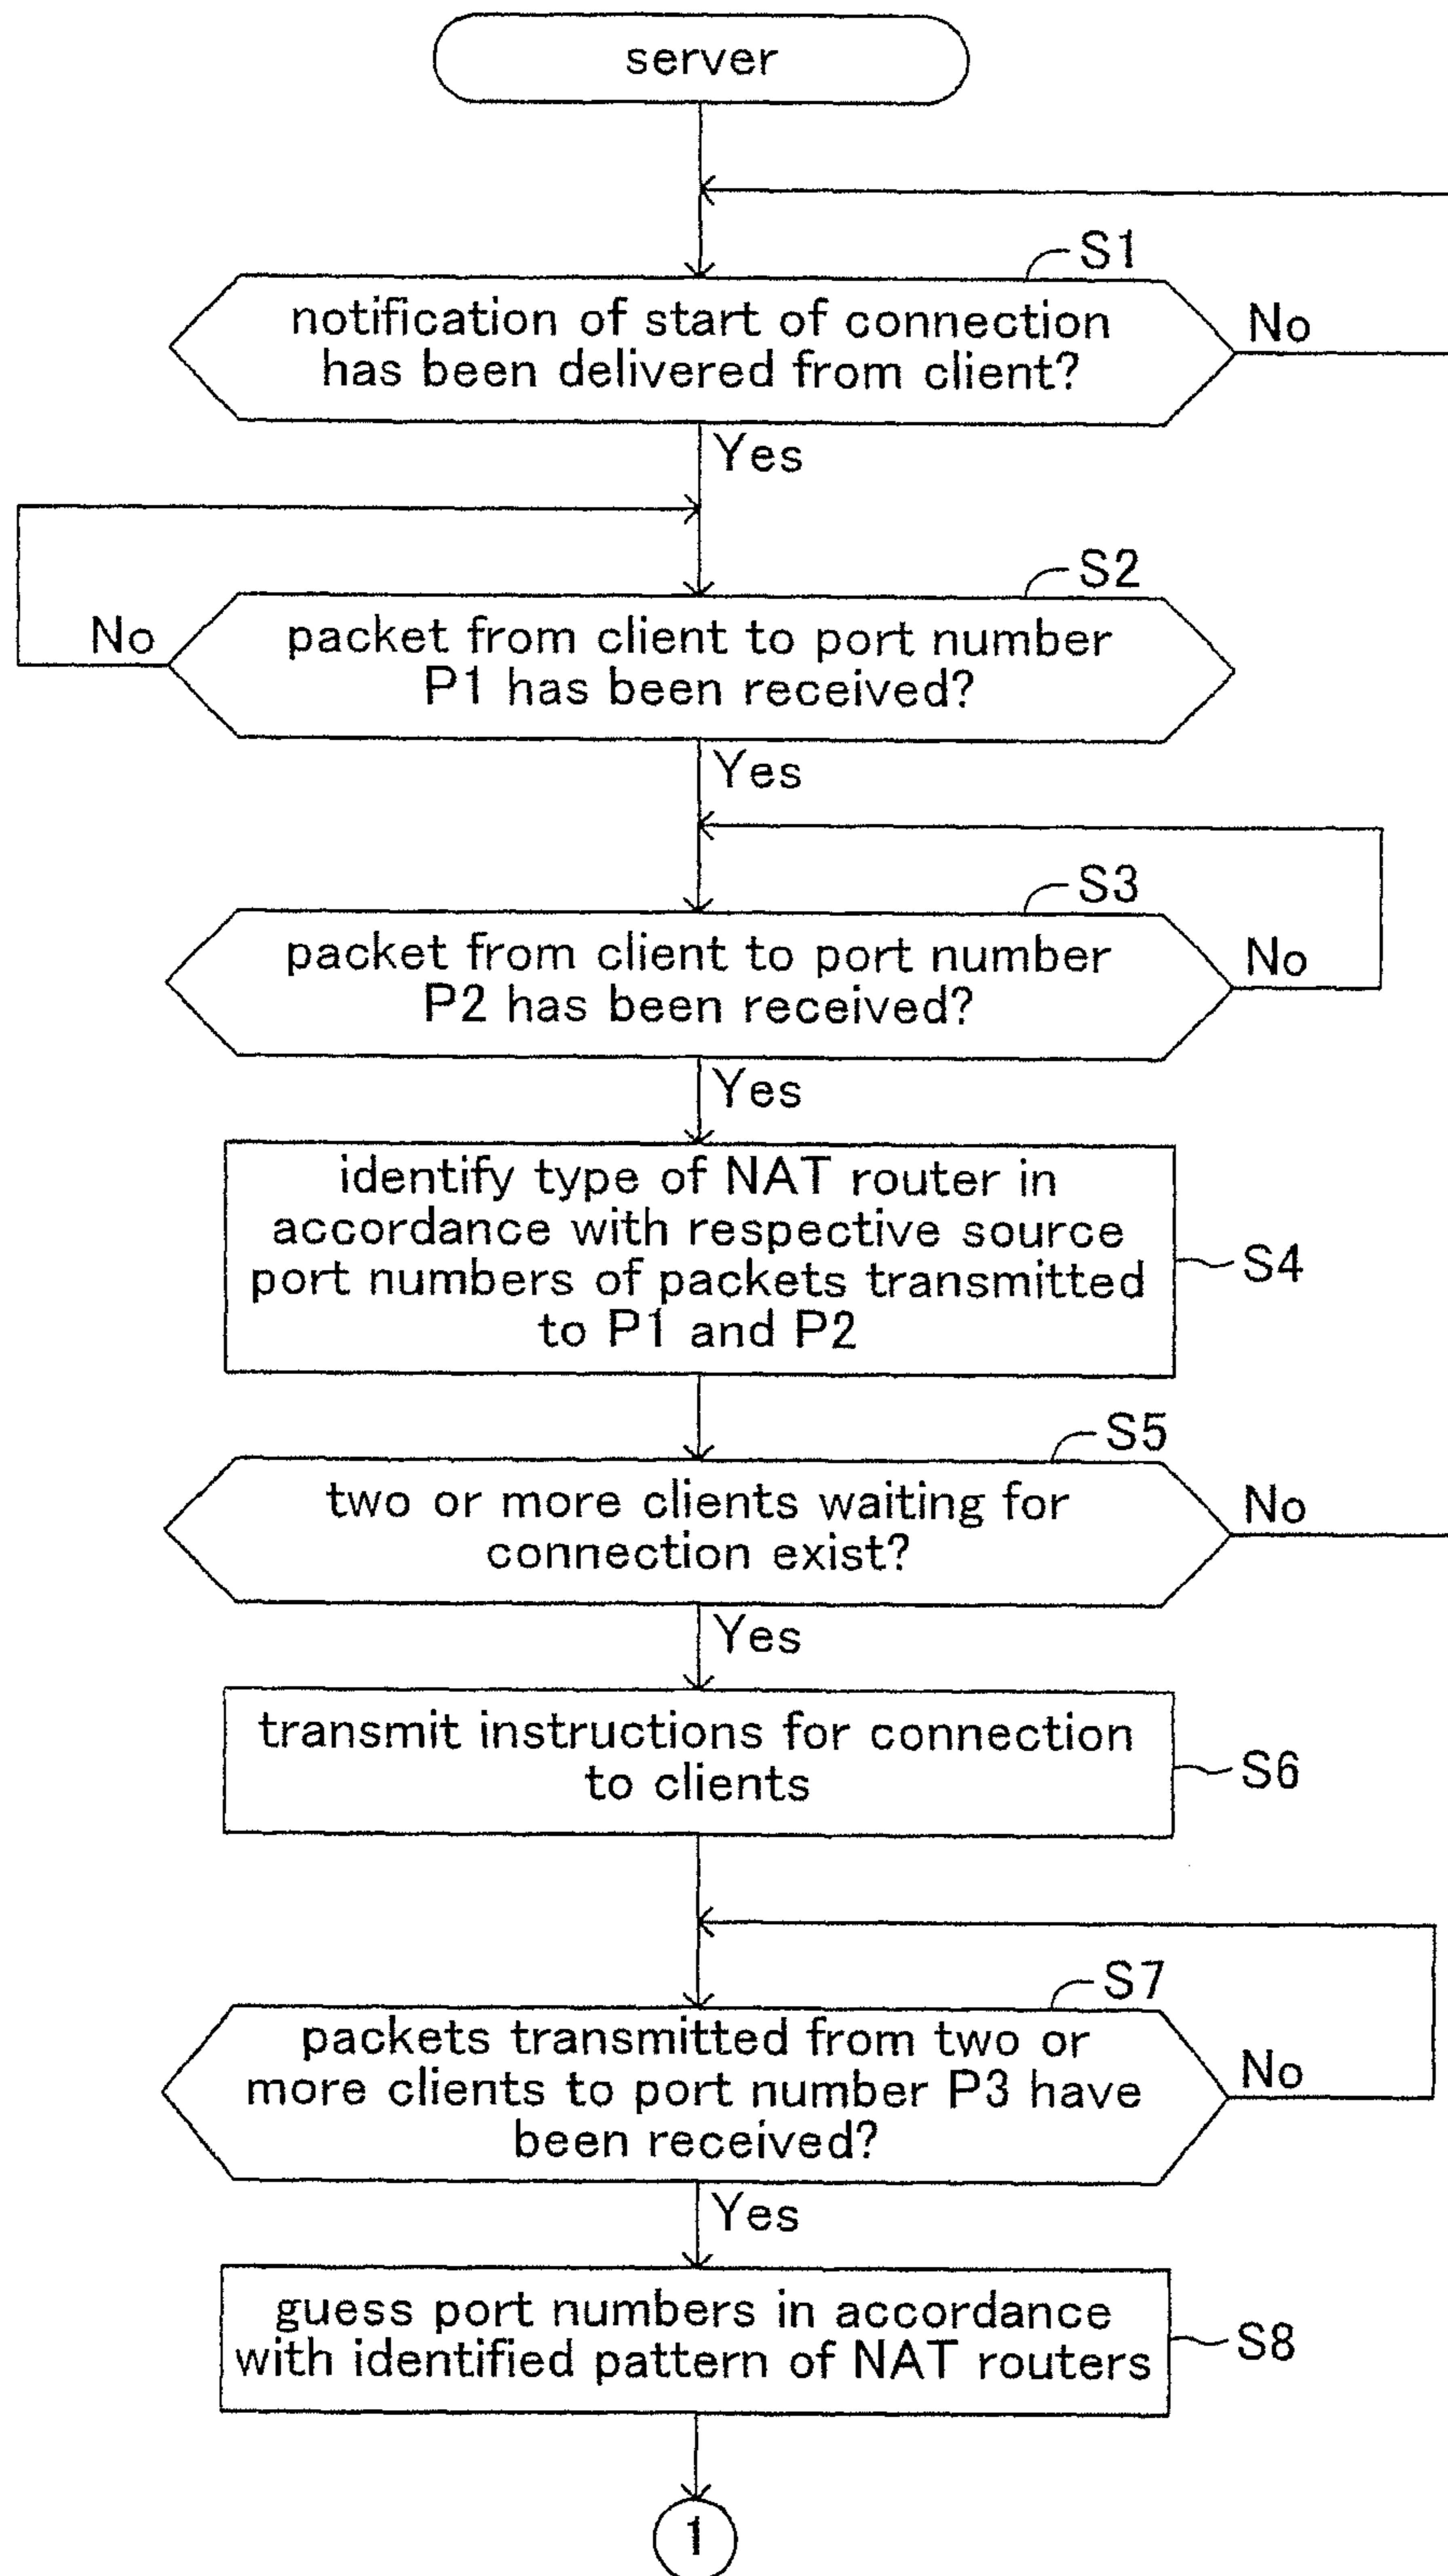 server
S1
notification of start of connection
has been delivered from client?
No
Yes
S2
No
packet from client to port number
P1 has been received?
Yes
S3
packet from client to port number
P2 has been received?
No
Yes
identify type of NAT router in
accordance with respective source
port numbers of packets transmitted
to P1 and P2
S4
S5
two or more clients waiting for
connection exist?
No
Yes
transmit instructions for connection
to clients
S6
S7
packets transmitted from two or
more clients to port number P3 have
been received?
No
Yes
guess port numbers in accordance
with identified pattern of NAT routers
S8
1